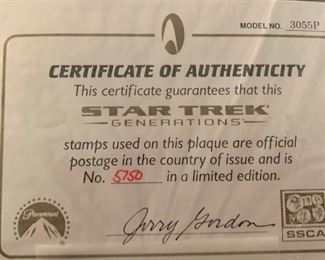 MODEL NO. 3055P
CERTIFICATE OF AUTHENTICITY
This certificate guarantees that this
STAR TREK
GENERATIONS
stamps used on this plaque are official
postage in the country of issue and is
No. 5750 in a limited edition.
Paramount
Jerry Gordon
SSCA